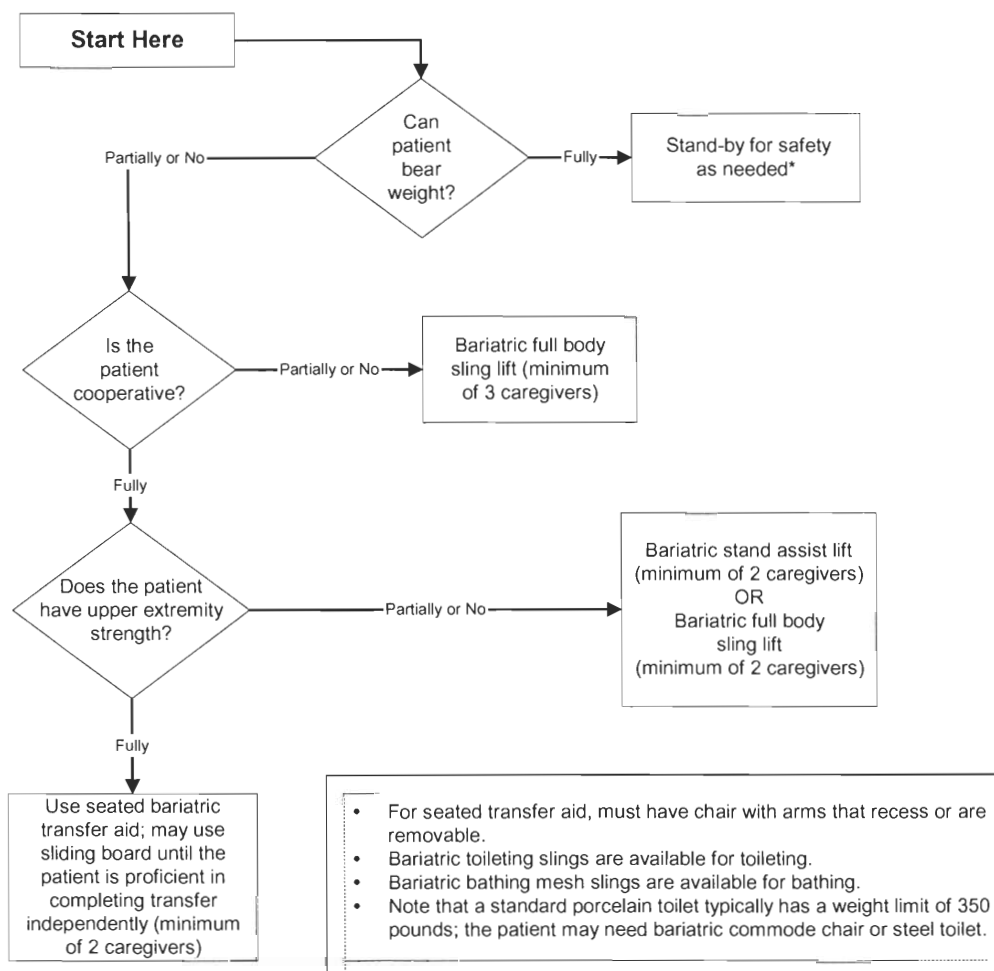 Start Here
Can
patient
bear
weight?
Partially or No
Fully
Stand-by for safety
as needed*
Is the
patient
cooperative?
Partially or No
Bariatric full body
sling lift (minimum
of 3 caregivers)
Fully
Does the patient
have upper extremity
strength?
Partially or No
Bariatric stand assist lift
(minimum of 2 caregivers)
OR
Bariatric full body
sling lift
(minimum of 2 caregivers)
Fully
Use seated bariatric
transfer aid; may use
sliding board until the
patient is proficient in
completing transfer
independently (minimum
of 2 caregivers)
• For seated transfer aid, must have chair with arms that recess or are
removable.
• Bariatric toileting slings are available for toileting.
• Bariatric bathing mesh slings are available for bathing.
• Note that a standard porcelain toilet typically has a weight limit of 350
pounds; the patient may need bariatric commode chair or steel toilet.